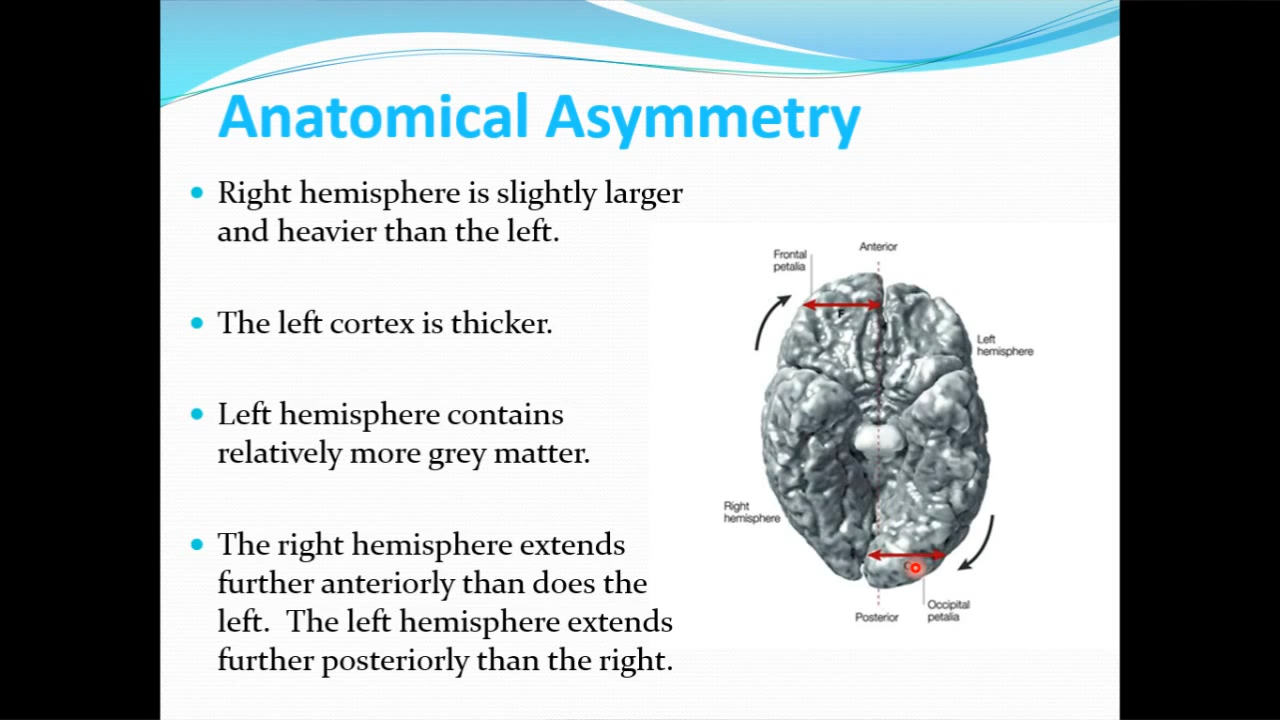 Anatomical Asymmetry
Right hemisphere is slightly larger
and heavier than the left.
The left cortex is thicker.
Left hemisphere contains
relatively more grey matter.
The right hemisphere extends
further anteriorly than does the
left.  The left hemisphere extends
further posteriorly than the right.
Anterior
Frontal
petalia
F
Left
hemisphere
Right
hemisphere
Posterior
Occipital
petalia